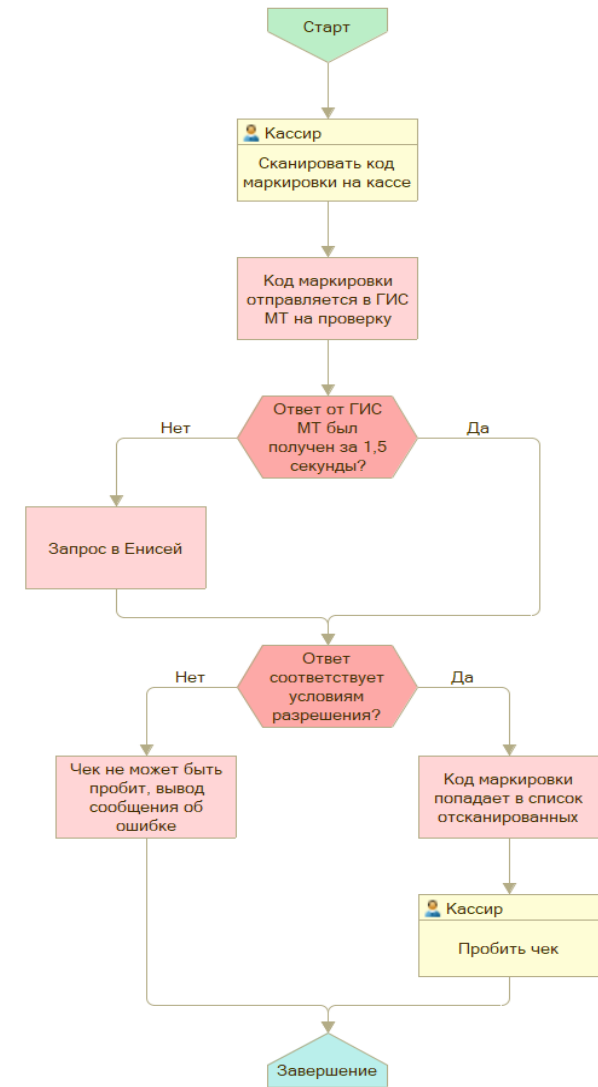 Старт
Кассир
Сканировать код
маркировки на кассе
Код маркировки
отправляется в ГИС
МТ на проверку
Ответ от ГИС
МТ был
получен за 1,5
секунды?
Нет
Да
Запрос в Енисей
Ответ
соответствует
условиям
разрешения?
Нет
Да
Чек не может быть
пробит, вывод
сообщения об
ошибке
Код маркировки
попадает в список
отсканированных
Кассир
Пробить чек
Завершение